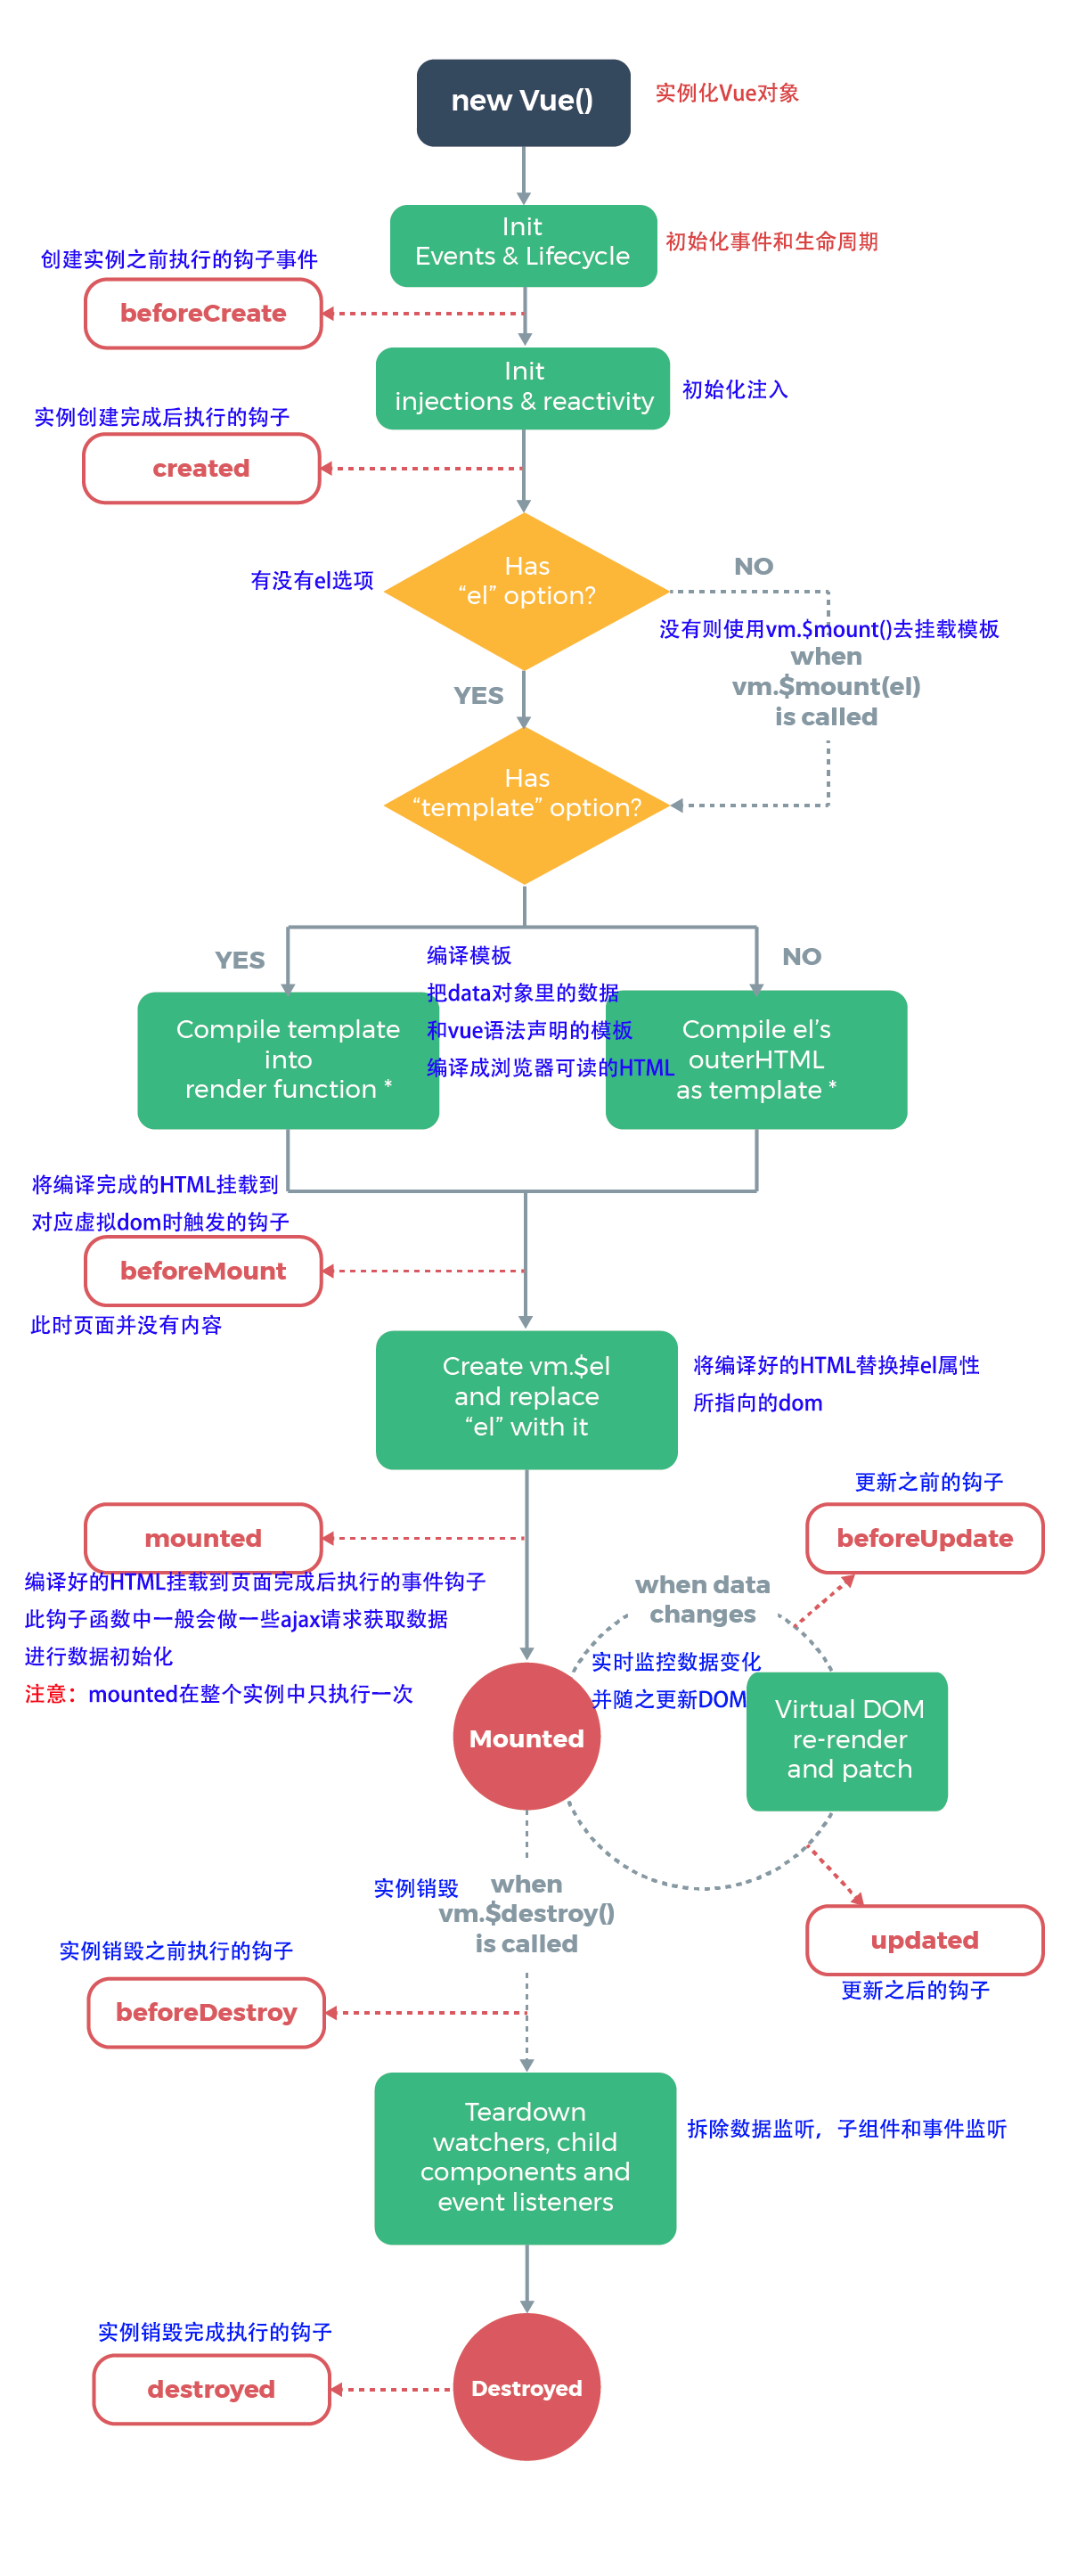 new Vue()
实例化Vue对象
Init
Events & Lifecycle
初始化事件和生命周期
创建实例之前执行的钩子事件
beforeCreate
Init
injections & reactivity
初始化注入
实例创建完成后执行的钩子
created
Has
“el” option?
有没有el选项
NO
没有则使用vm.$mount()去挂载模板
when
vm.$mount(el)
is called
YES
Has
“template” option?
YES
NO
编译模板
把data对象里的数据
和vue语法声明的模板
编译成浏览器可读的HTML
Compile template
into
render function *
Compile el’s
outerHTML
as template *
将编译完成的HTML挂载到
对应虚拟dom时触发的钩子
beforeMount
此时页面并没有内容
Create vm.$el
and replace
“el” with it
将编译好的HTML替换掉el属性
所指向的dom
mounted
编译好的HTML挂载到页面完成后执行的事件钩子
此钩子函数中一般会做一些ajax请求获取数据
进行数据初始化
注意：mounted在整个实例中只执行一次
更新之前的钩子
beforeUpdate
when data
changes
实时监控数据变化
并随之更新DOM
Mounted
Virtual DOM
re-render
and patch
实例销毁
when
vm.$destroy()
is called
updated
更新之后的钩子
实例销毁之前执行的钩子
beforeDestroy
Teardown
watchers, child
components and
event listeners
拆除数据监听，子组件和事件监听
实例销毁完成执行的钩子
destroyed
Destroyed